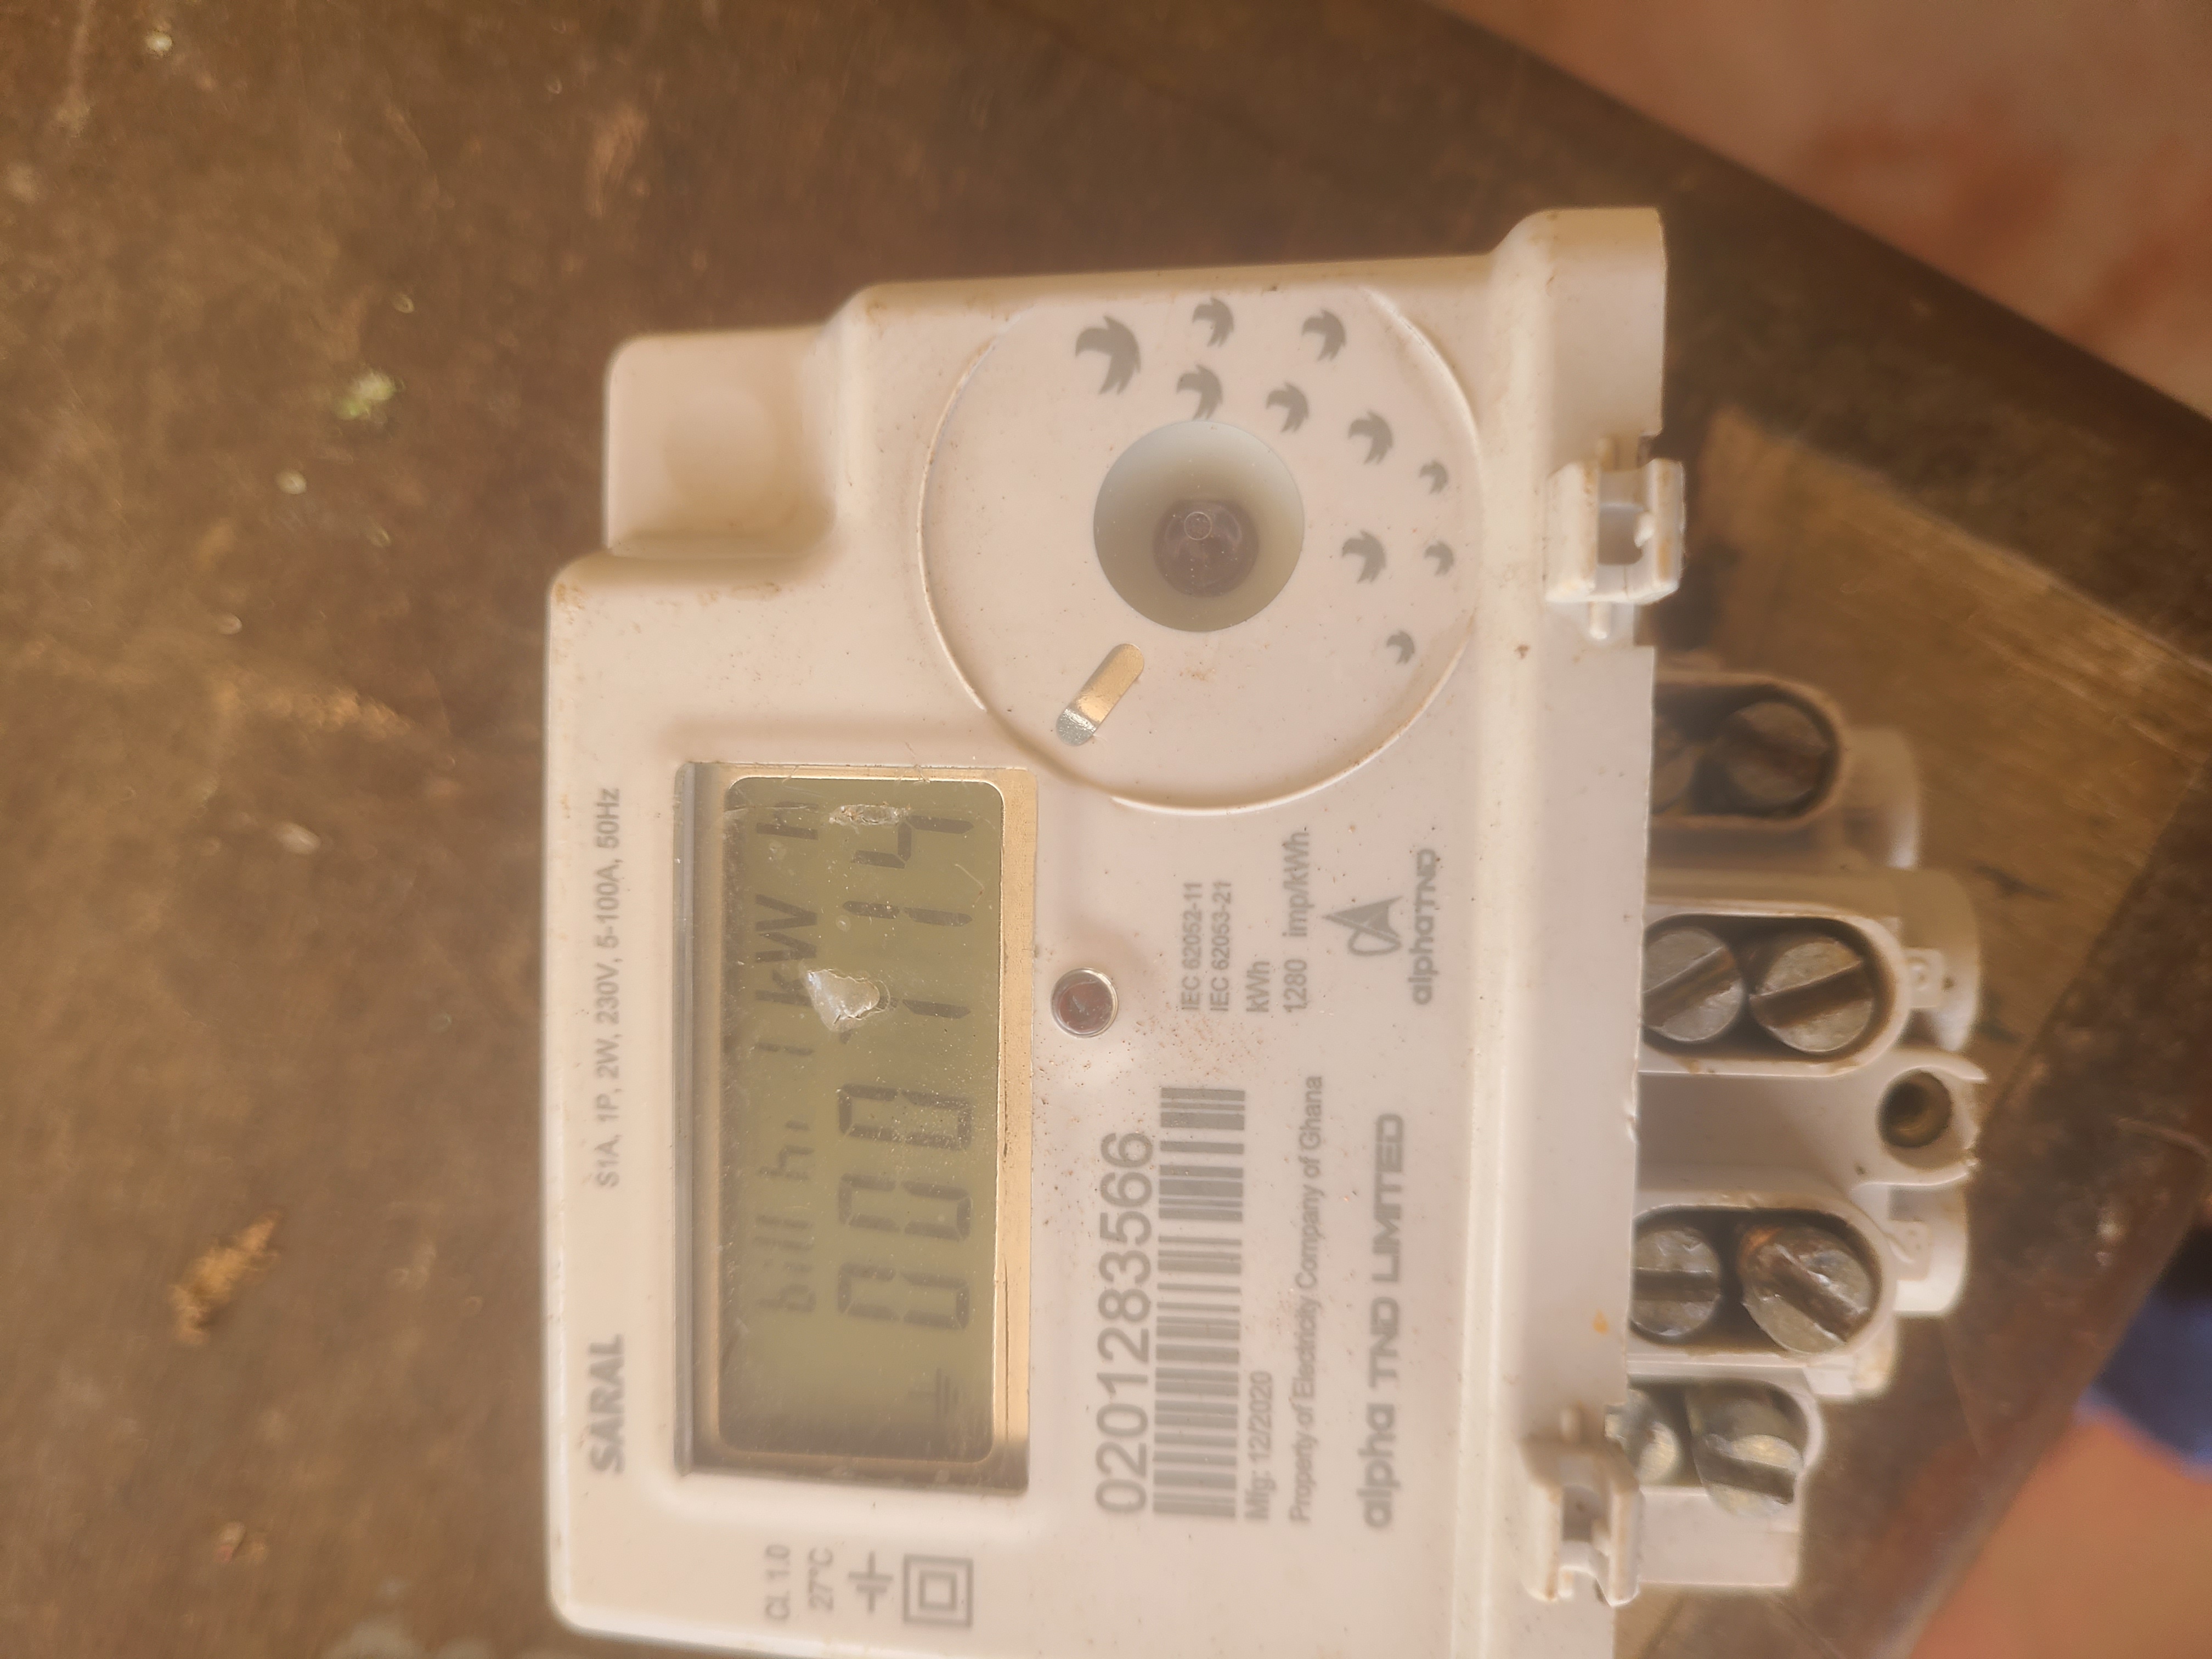 SARAL
S1A, 1P, 2W, 230V, 5-100A, 50Hz
Cl. 1.0
27°C
bill hi 1 kW h
000714
0201283566
Mfg: 12/2020
Property of Electricity Company of Ghana
alpha TND LIMITED
IEC 62052-11
IEC 62053-21
kWh
1280 imp/kWh
alphaTND